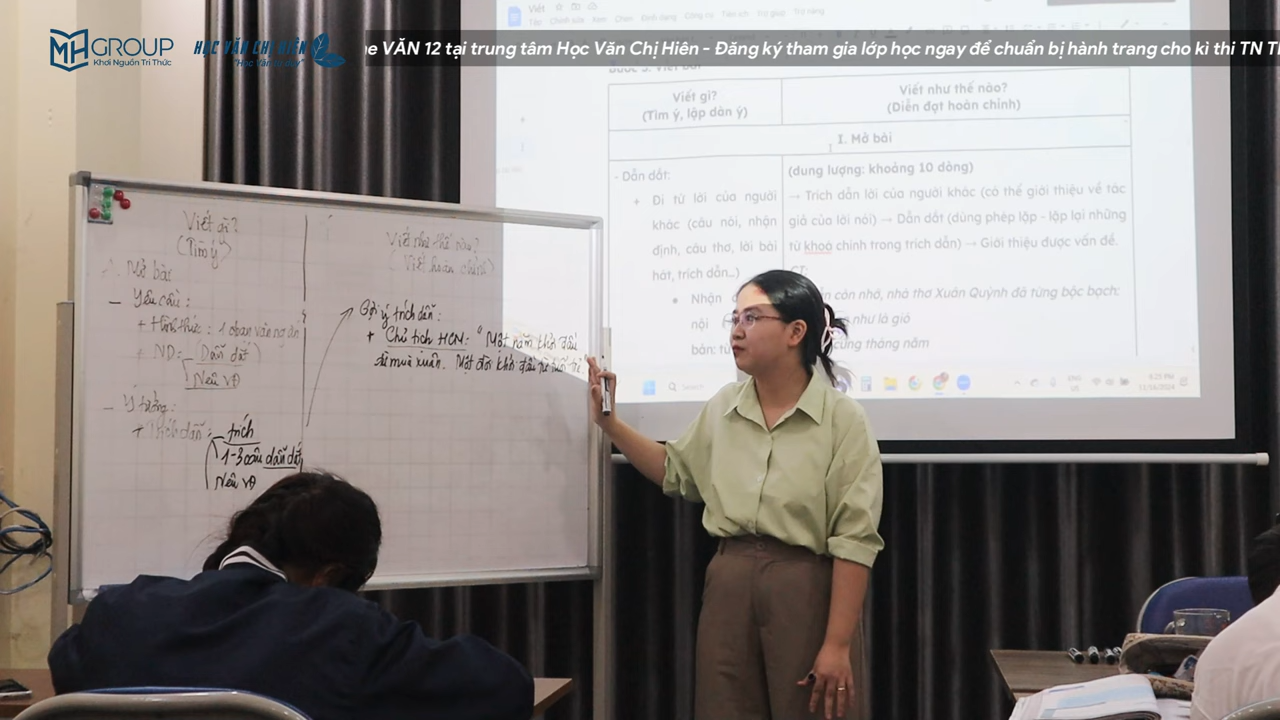 MH GROUP
Khơi Nguồn Tri Thức
HỌC VĂN CHỊ HIÊN
VĂN 12 tại trung tâm Học Văn Chị Hiên - Đăng ký tham gia lớp học ngay để chuẩn bị hành trang cho kì thi TN
Viết
Viết gì?
(Tìm ý, lập dàn ý)
Viết như thế nào?
(Diễn đạt hoàn chỉnh)
I. Mở bài
- Dẫn dắt:
+ Đi từ lời của người
khác (câu nói, nhận
định, câu thơ, lời bài
hát, trích dẫn...)
• Nhận
nội
bản:
(dung lượng: khoảng 10 dòng)
→ Trích dẫn lời của người khác (có thể giới thiệu về tác
giả của lời nói) → Dẫn dắt (dùng phép lặp - lặp lại những
từ khoá chính trong trích dẫn) → Giới thiệu được vấn đề.
còn nhớ, nhà thơ Xuân Quỳnh đã từng bộc bạch:
như là gió
cùng tháng năm
Search
ENG
Viết gì?
(Tìm ý)
Mở bài
- Yêu cầu:
+ Hình thức: 1 đoạn văn
+ ND: Dẫn dắt
Nêu VĐ
- Ý tưởng:
+ Trích dẫn:
- trích
1-3 câu dẫn dắt
Nêu VĐ
Viết như thế nào?
(Viết hoàn chỉnh)
Gợi ý trích dẫn:
+ Chủ tịch HCM: "Một năm khởi đầu
từ mùa xuân. Một đời khởi đầu từ tuổi trẻ"